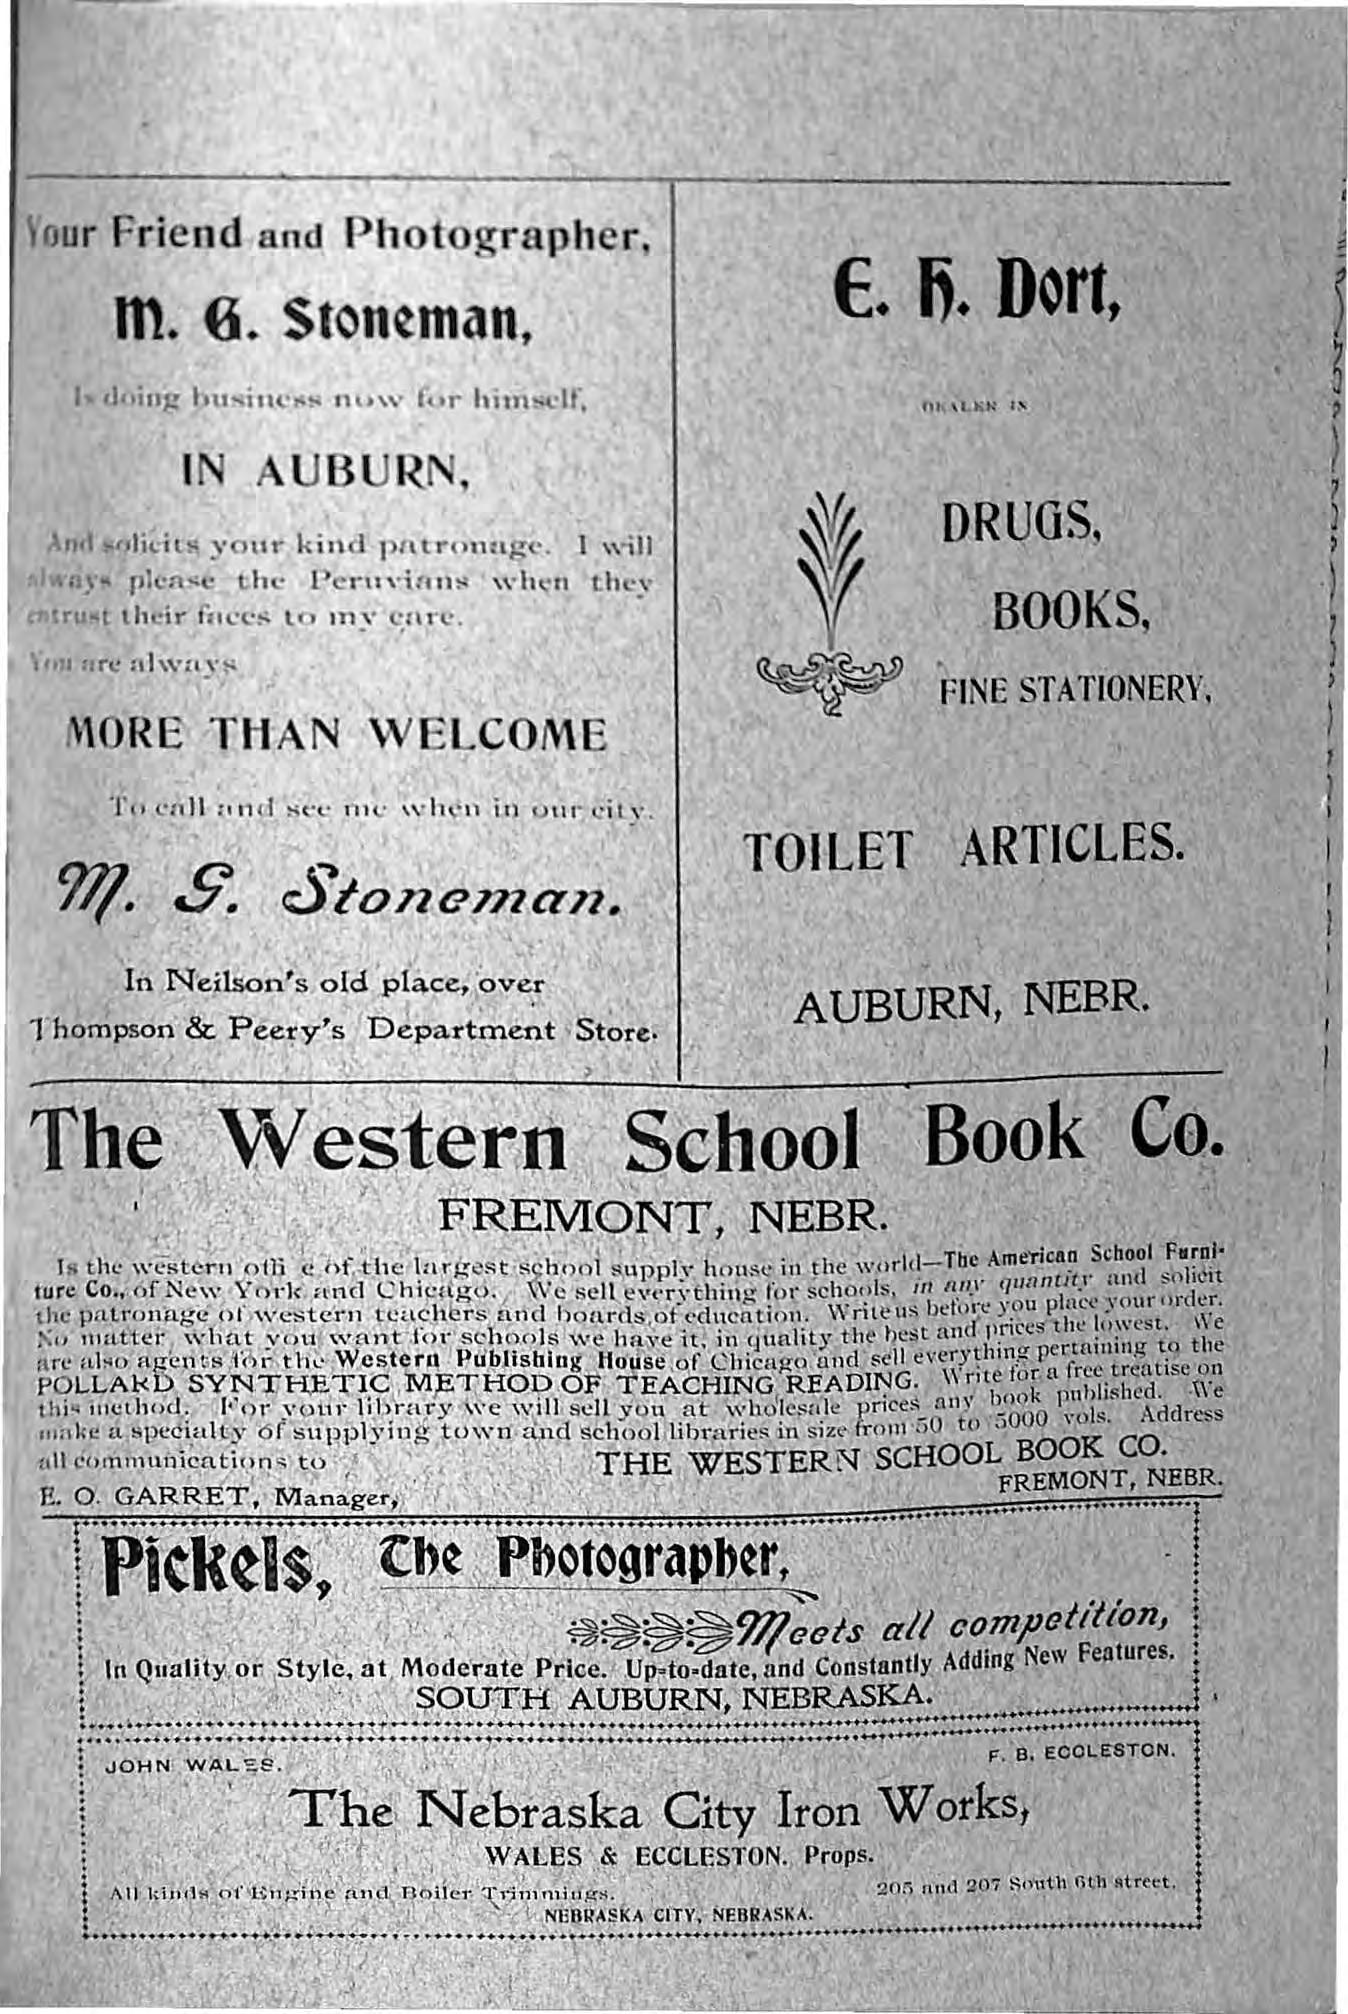 Your Friend and Photographer,
M. G. Stoneman,
Is doing business now for himself,
IN AUBURN,
And solicits your kind patronage. I will
always please the Peruvians when they
entrust their faces to my care.
You are always
MORE THAN WELCOME
To call and see me when in our city.
M. G. Stoneman.
In Neilson's old place, over
Thompson & Peery's Department Store.
E. H. Dort,
DEALER IN
DRUGS,
BOOKS,
FINE STATIONERY,
TOILET ARTICLES.
AUBURN, NEBR.
The Western School Book Co.
FREMONT, NEBR.
Is the western offi e of the largest school supply house in the world—The American School Furni-
ture Co., of New York and Chicago. We sell everything for schools, in any quantity and solicit
the patronage of western teachers and boards of education. Write us before you place your order.
No matter what you want for schools we have it, in quality the best and prices the lowest. We
are also agents for the Western Publishing House of Chicago and sell everything pertaining to the
POLLARD SYNTHETIC METHOD OF TEACHING READING. Write for a free treatise on
this method. For your library we will sell you at wholesale prices any book published. We
make a specialty of supplying town and school libraries in size from 50 to 5000 vols. Address
all communications to THE WESTERN SCHOOL BOOK CO.
E. O. GARRET, Manager, FREMONT, NEBR.
Pickels, The Photographer,
Meets all competition,
In Quality or Style, at Moderate Price. Up=to=date, and Constantly Adding New Features.
SOUTH AUBURN, NEBRASKA.
JOHN WALES. F. B. ECCLESTON.
The Nebraska City Iron Works,
WALES & ECCLESTON. Props.
All kinds of Engine and Boiler Trimmings. 205 and 207 South 6th street.
NEBRASKA CITY, NEBRASKA.